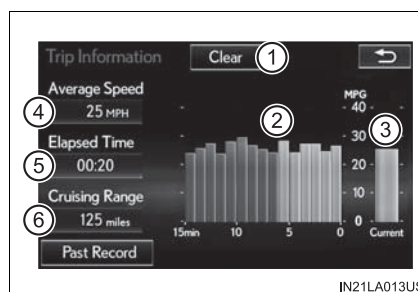 Trip Information
Clear
1
Average Speed
4
25 MPH
Elapsed Time
5
00:20
Cruising Range
6
125 miles
Past Record
2
3
MPG
40
30
20
10
0
15min
10
5
0
Current
IN21LA013US